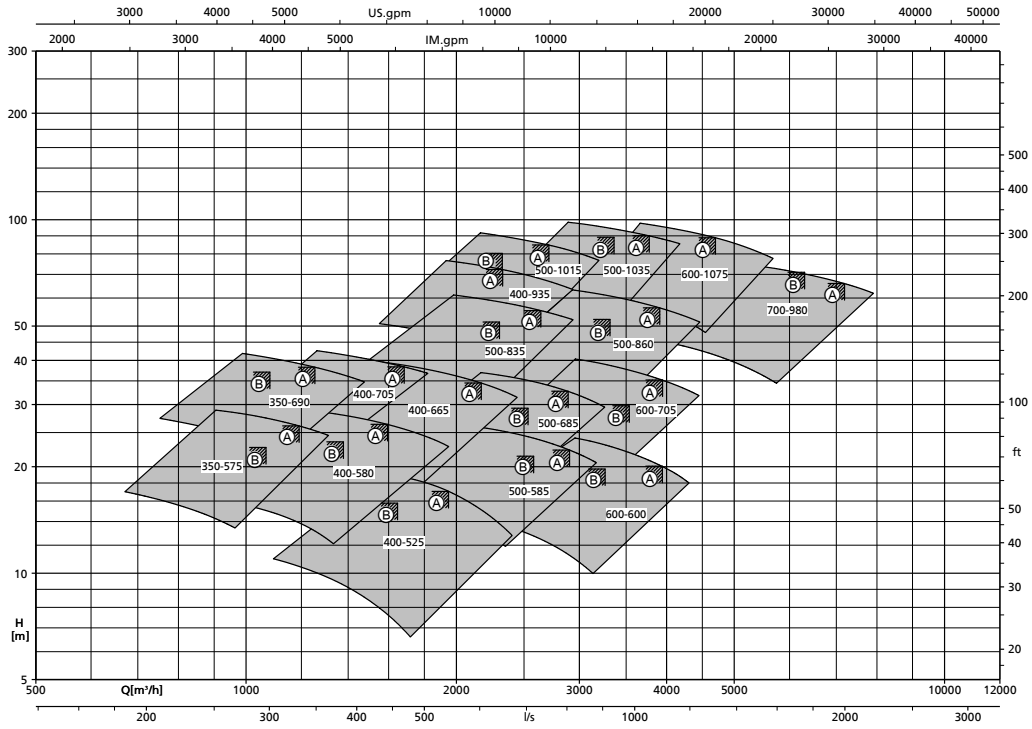 3000 4000 5000 US.gpm 10000 20000 30000 40000 50000
2000 3000 4000 5000 IM.gpm 10000 20000 30000 40000
300
200
500
400
100 300
B A B A A
500-1015 500-1035 600-1075
A B A
400-935 200
700-980
50 B A B A
500-835 500-860
40
B A A A A
350-690 400-705 600-705 100
30 400-665 A
B B
500-685
A A
B B ft
350-575 400-580
20 B A B A
500-585
B A 50
600-600
400-525 40
10
30
H
[m]
20
5
500 Q[m³/h] 1000 2000 3000 4000 5000 10000 12000
200 300 400 500 l/s 1000 2000 3000